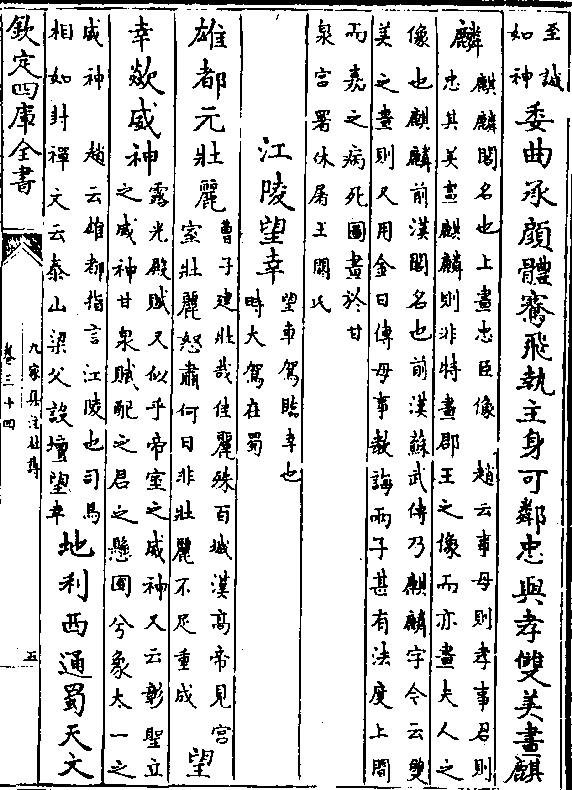 至誠
如神
委曲承顔體騫飛執主身可鄰忠與孝雙美畫麒
麟
麒麟閣名也上畫忠臣像 趙云事母則孝事君則
忠其美畫麒麟則非特畫郡王之像而亦畫夫人之
像也麒麟前漢閣名也前漢蘇武傳乃麒麟字今云雙
美之畫則又用金日傳母事教誨兩子甚有法度上聞
而嘉之病死圖畫於甘
泉宮署休屠王閼氏
江陵望幸
望車駕臨幸也
時大駕在蜀
雄都元壯麗
曹子建壯哉佳麗殊百城漢高帝見宮
室壯麗怒蕭何曰非壯麗不足重威
望
幸歘威神
露光殿賦又似乎帝室之威神又云彰聖立
之威神甘泉賦配之君之懸圃兮象太一之
威神 趙云雄都指言江陵也司馬
相如封禪文云泰山梁父設壇望幸
地利西通蜀天文
欽定四庫全書
九家集注杜詩
卷三十四
五